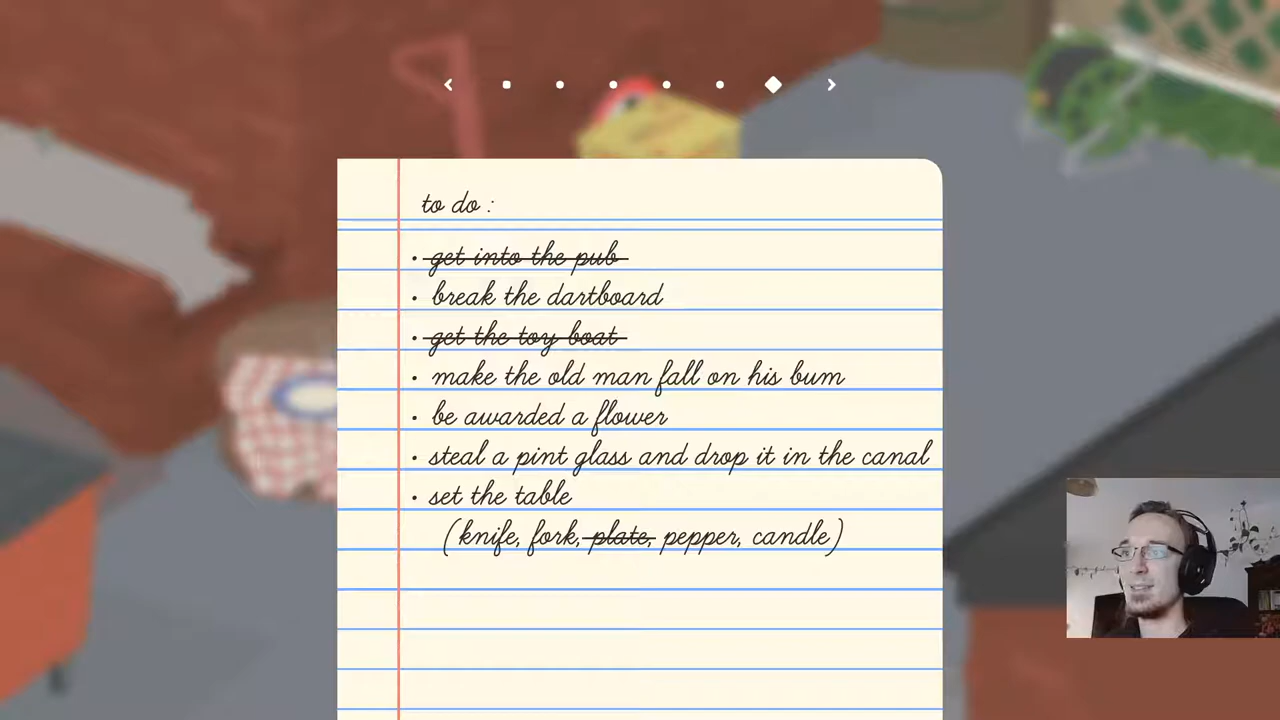 to do :
• get into the pub
• break the dartboard
• get the toy boat
• make the old man fall on his bum
• be awarded a flower
• steal a pint glass and drop it in the canal
• set the table
(knife, fork, plate, pepper, candle)